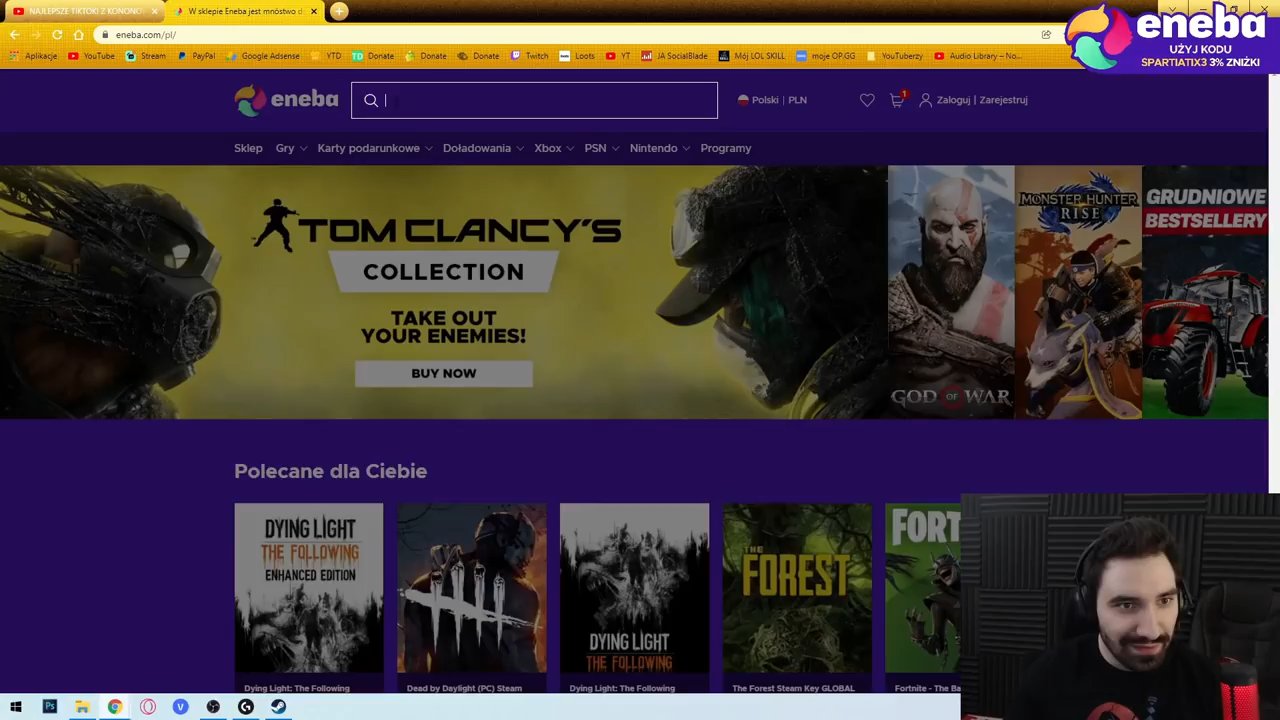 NAJLEPSZE TIKTOKI Z KONONO
W sklepie Eneba jest mnóstwo d
eneba.com/pl/
Aplikacje
YouTube
Stream
PayPal
Google Adsense
YTD
Donate
Donate
Donate
Twitch
Loots
YT
JA SocialBlade
Mój LOL SKILL
moje OP.GG
YouTuberzy
Audio Library – No...
eneba
UŻYJ KODU
SPARTIATIX3 3% ZNIŻKI
eneba
Polski | PLN
1
Zaloguj | Zarejestruj
Sklep
Gry
Karty podarunkowe
Doładowania
Xbox
PSN
Nintendo
Programy
TOM CLANCY'S
COLLECTION
TAKE OUT
YOUR ENEMIES!
BUY NOW
GOD OF WAR
MONSTER HUNTER
RISE
GRUDNIOWE
BESTSELLERY
Polecane dla Ciebie
DYING LIGHT
THE FOLLOWING
ENHANCED EDITION
DYING LIGHT
THE FOLLOWING
THE
FOREST
FORT
Dying Light: The Following
Dead by Daylight (PC) Steam
Dying Light: The Following
The Forest Steam Key GLOBAL
Fortnite - The Ba